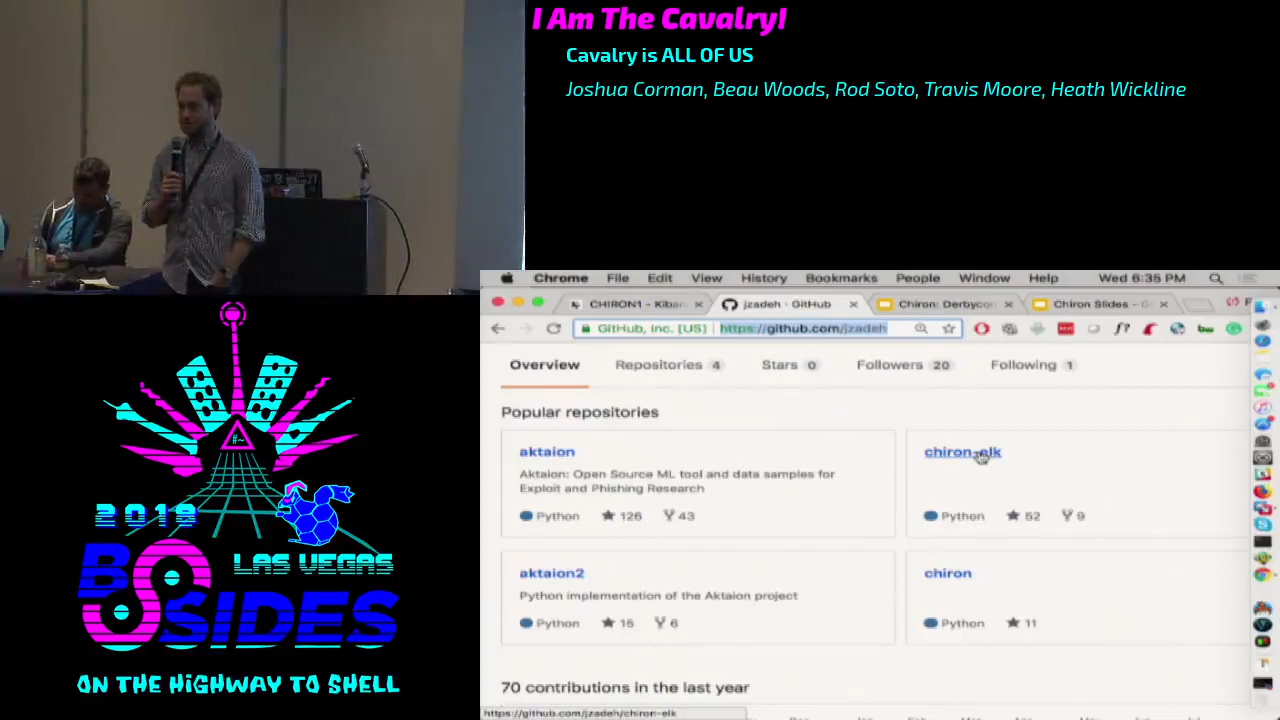 I Am The Cavalry!
Cavalry is ALL OF US
Joshua Corman, Beau Woods, Rod Soto, Travis Moore, Heath Wickline
Chrome File Edit View History Bookmarks People Window Help Wed 6:35 PM
CHIRON1 - Kiban
jzadeh · GitHub
Chiron: Derbycon
Chiron Slides - G
GitHub, Inc. [US] https://github.com/jzadeh
Overview Repositories 4 Stars 0 Followers 20 Following 1
Popular repositories
aktaion
Aktaion: Open Source ML tool and data samples for
Exploit and Phishing Research
Python 126 43
chiron-elk
Python 52 9
aktaion2
Python implementation of the Aktaion project
Python 15 6
chiron
Python 11
70 contributions in the last year
https://github.com/jzadeh/chiron-elk
#~
2018
LAS VEGAS
BSIDES
ON THE HIGHWAY TO SHELL